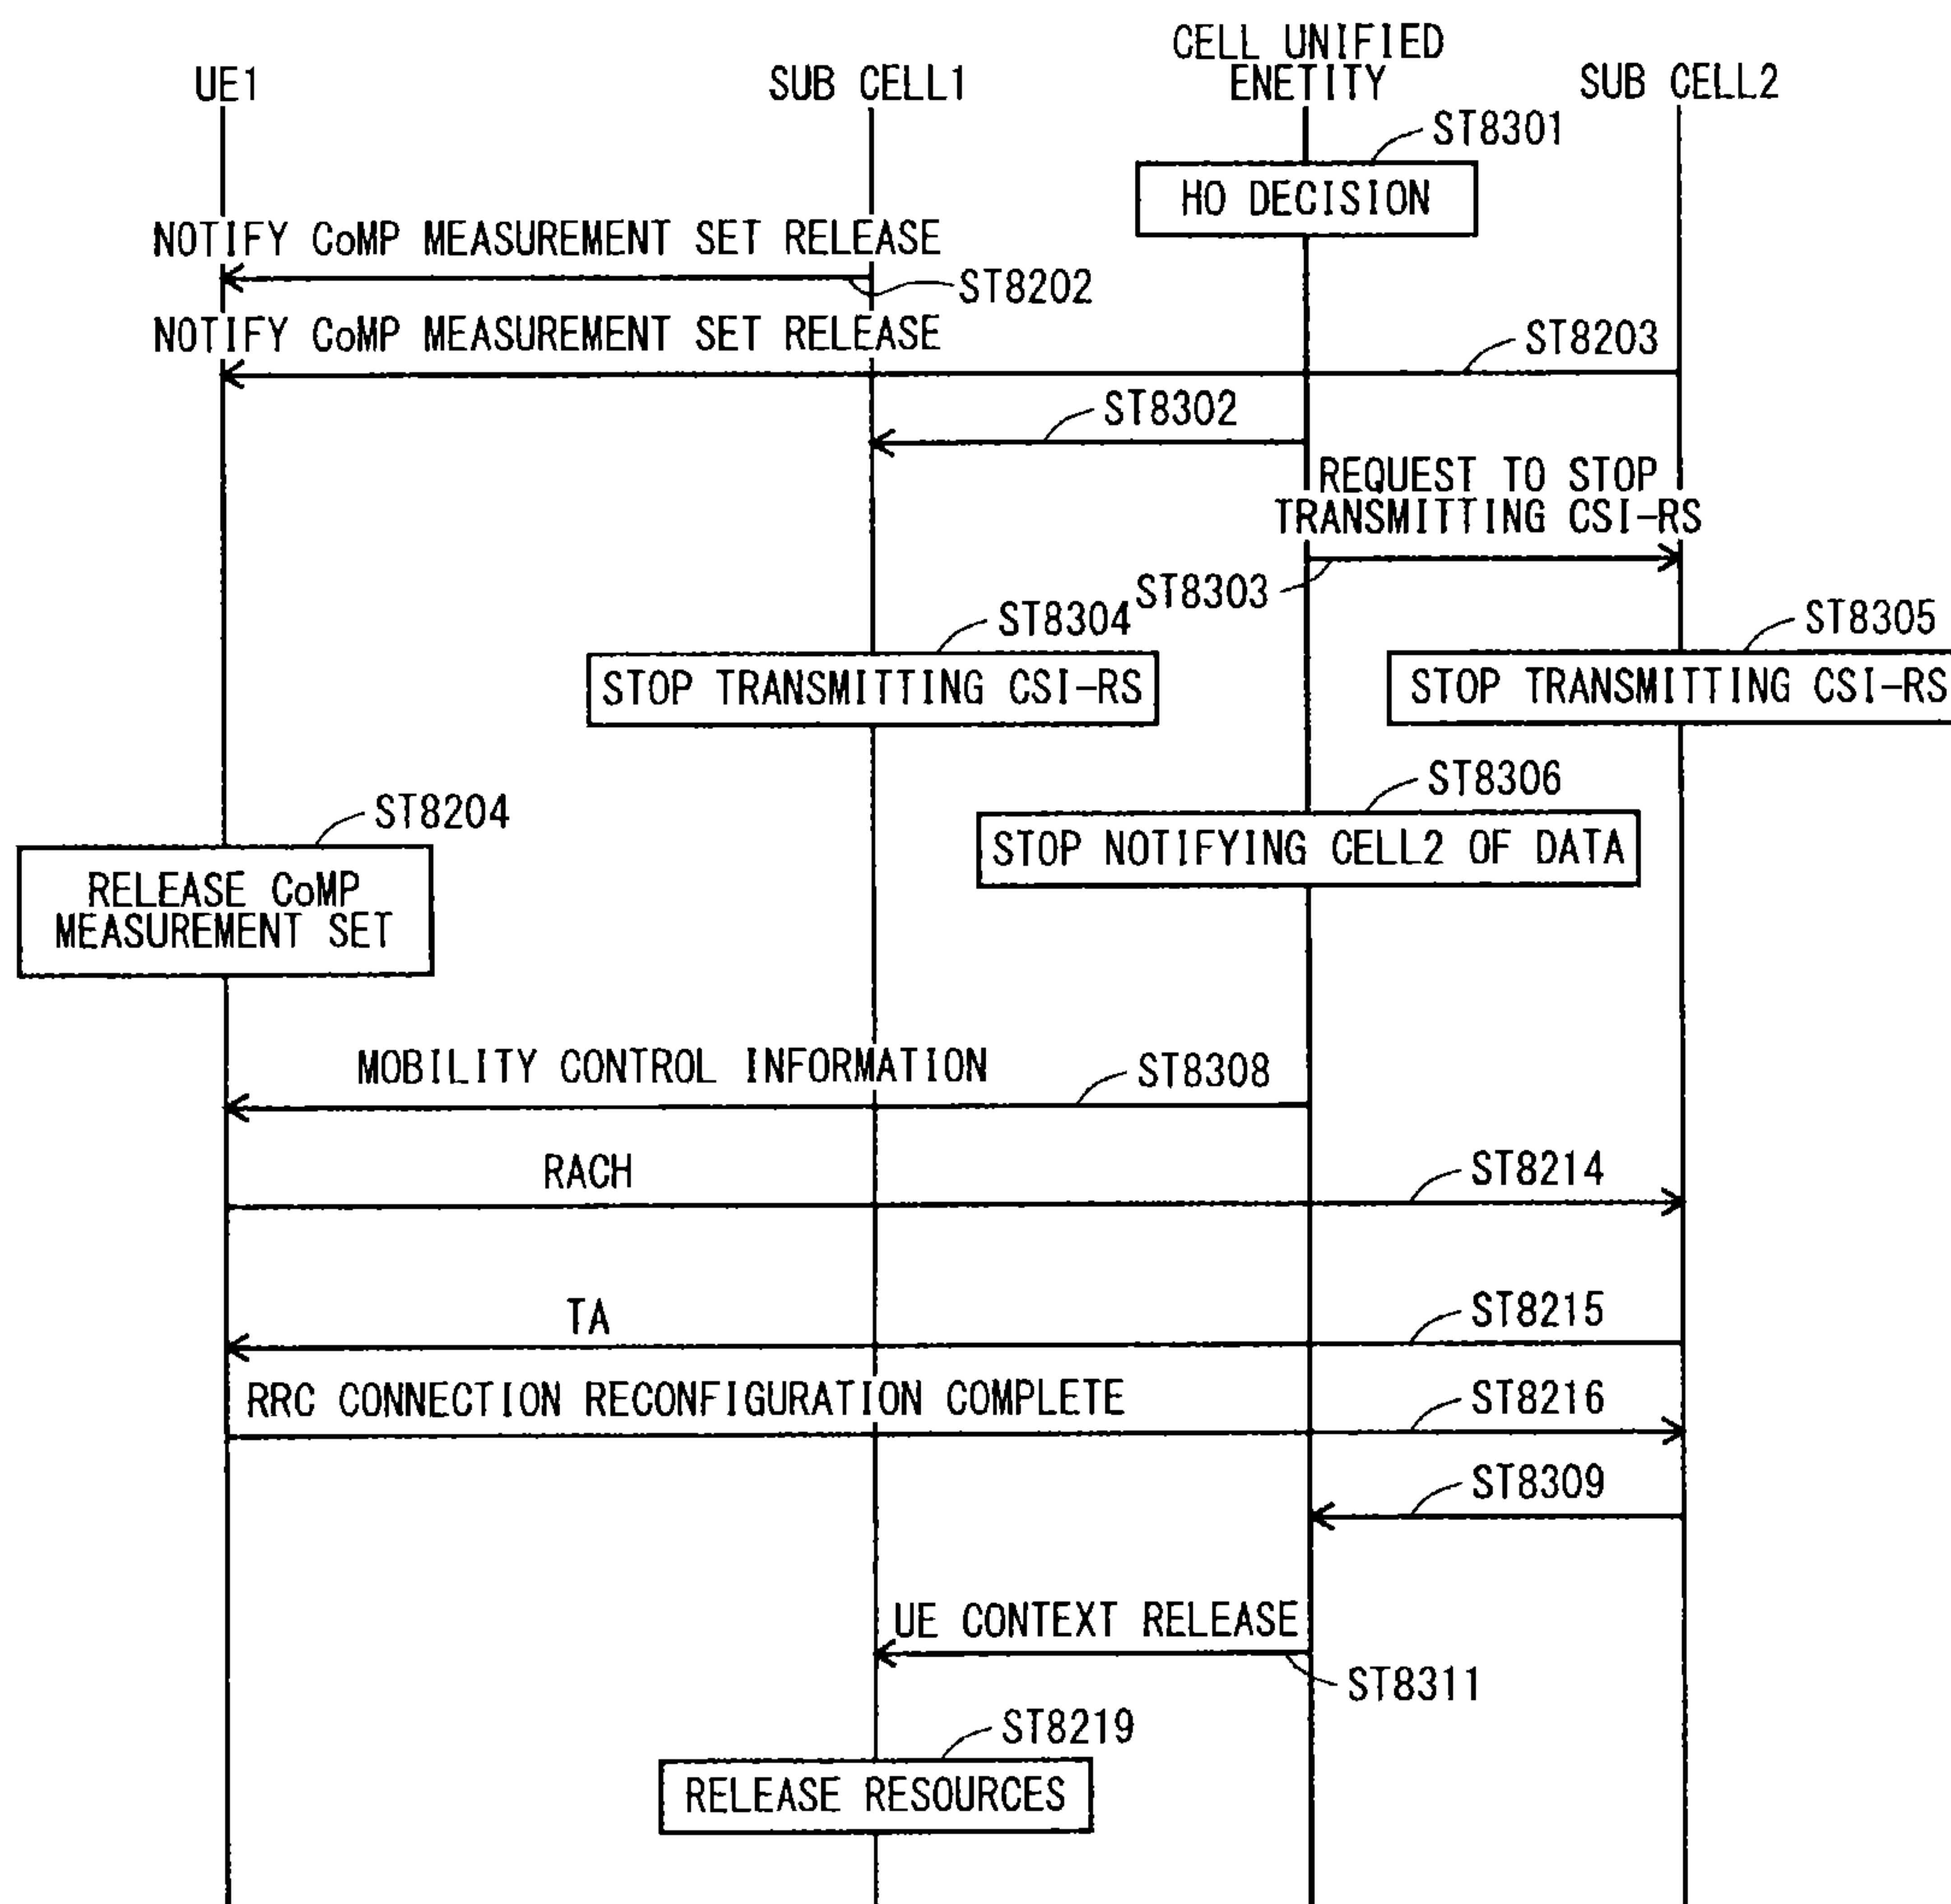 UE1
SUB CELL1
CELL UNIFIED
ENETITY
SUB CELL2
ST8301
HO DECISION
NOTIFY CoMP MEASUREMENT SET RELEASE
ST8202
NOTIFY CoMP MEASUREMENT SET RELEASE
ST8203
ST8302
REQUEST TO STOP
TRANSMITTING CSI-RS
ST8303
ST8304
ST8305
STOP TRANSMITTING CSI-RS
STOP TRANSMITTING CSI-RS
ST8306
STOP NOTIFYING CELL2 OF DATA
ST8204
RELEASE CoMP
MEASUREMENT SET
MOBILITY CONTROL INFORMATION
ST8308
RACH
ST8214
TA
ST8215
RRC CONNECTION RECONFIGURATION COMPLETE
ST8216
ST8309
UE CONTEXT RELEASE
ST8311
ST8219
RELEASE RESOURCES